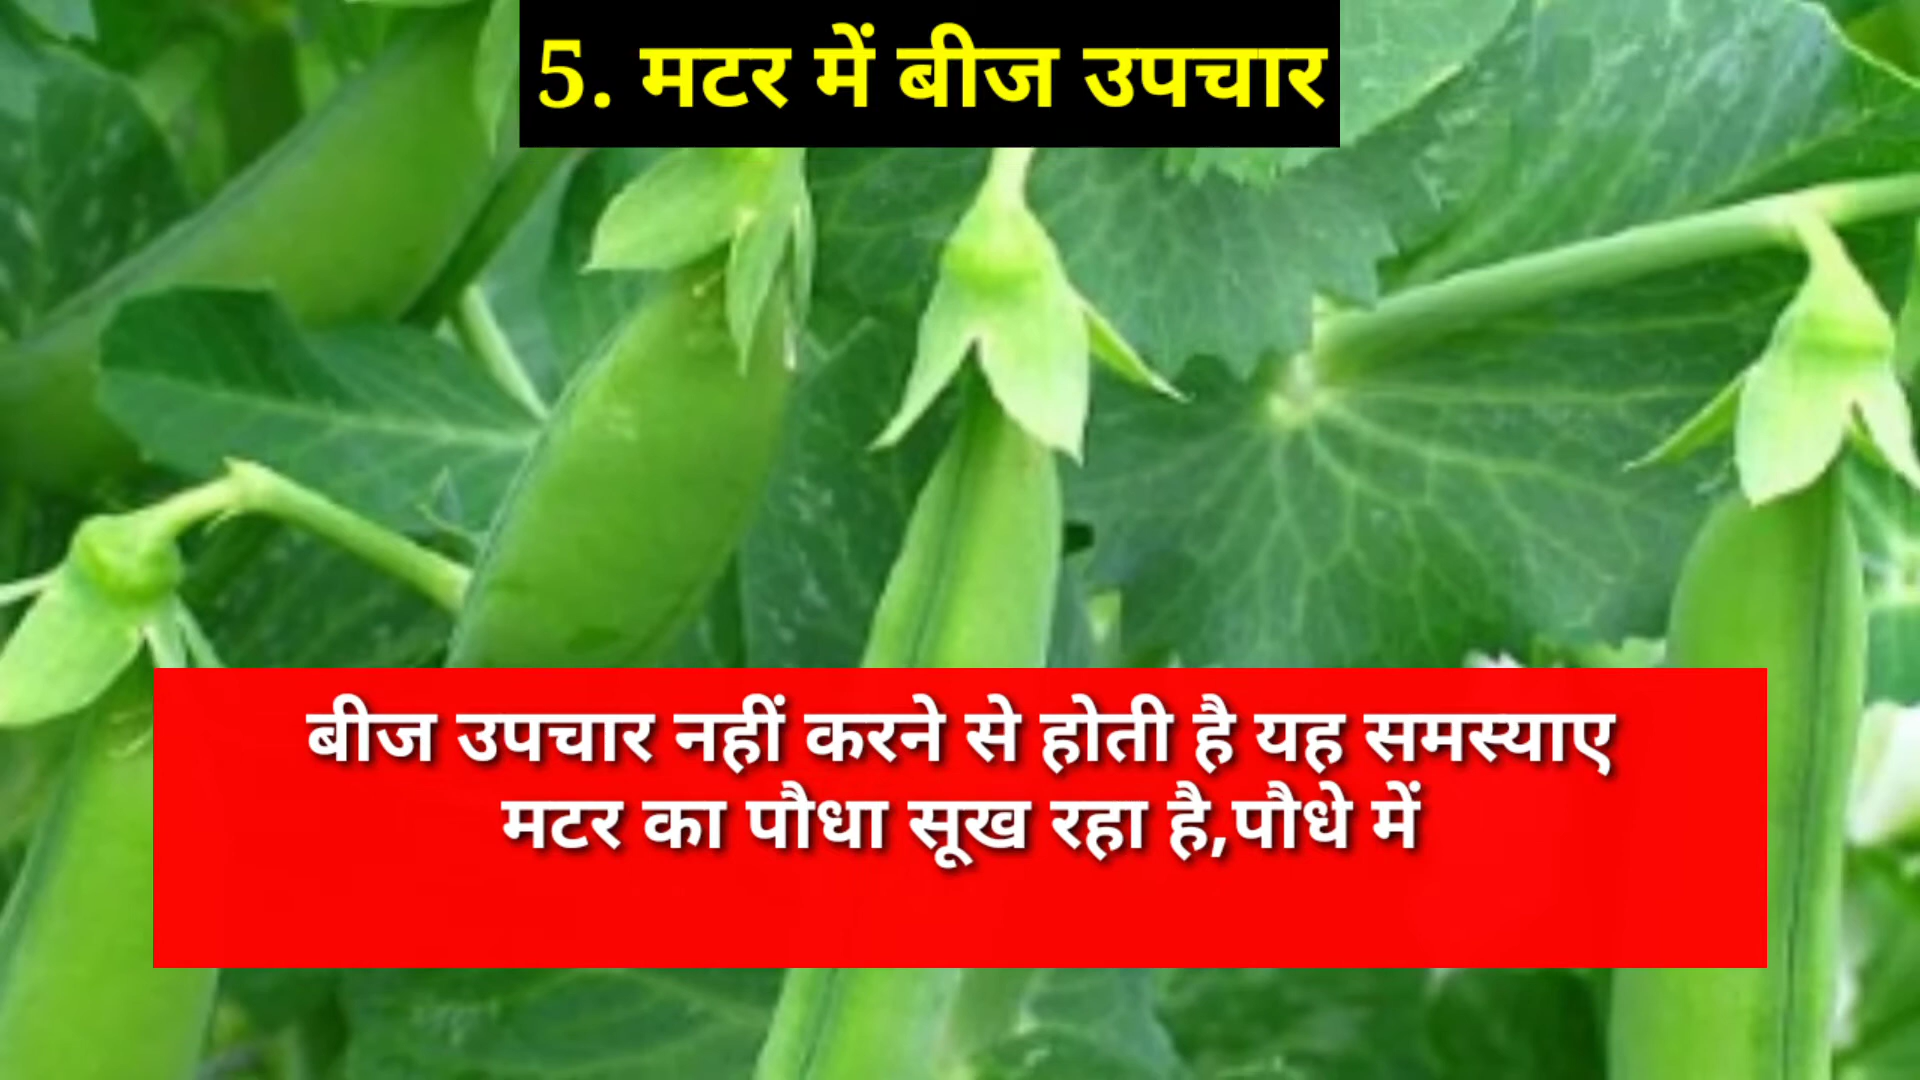 5. मटर में बीज उपचार
बीज उपचार नहीं करने से होती है यह समस्याए
मटर का पौधा सूख रहा है,पौधे में